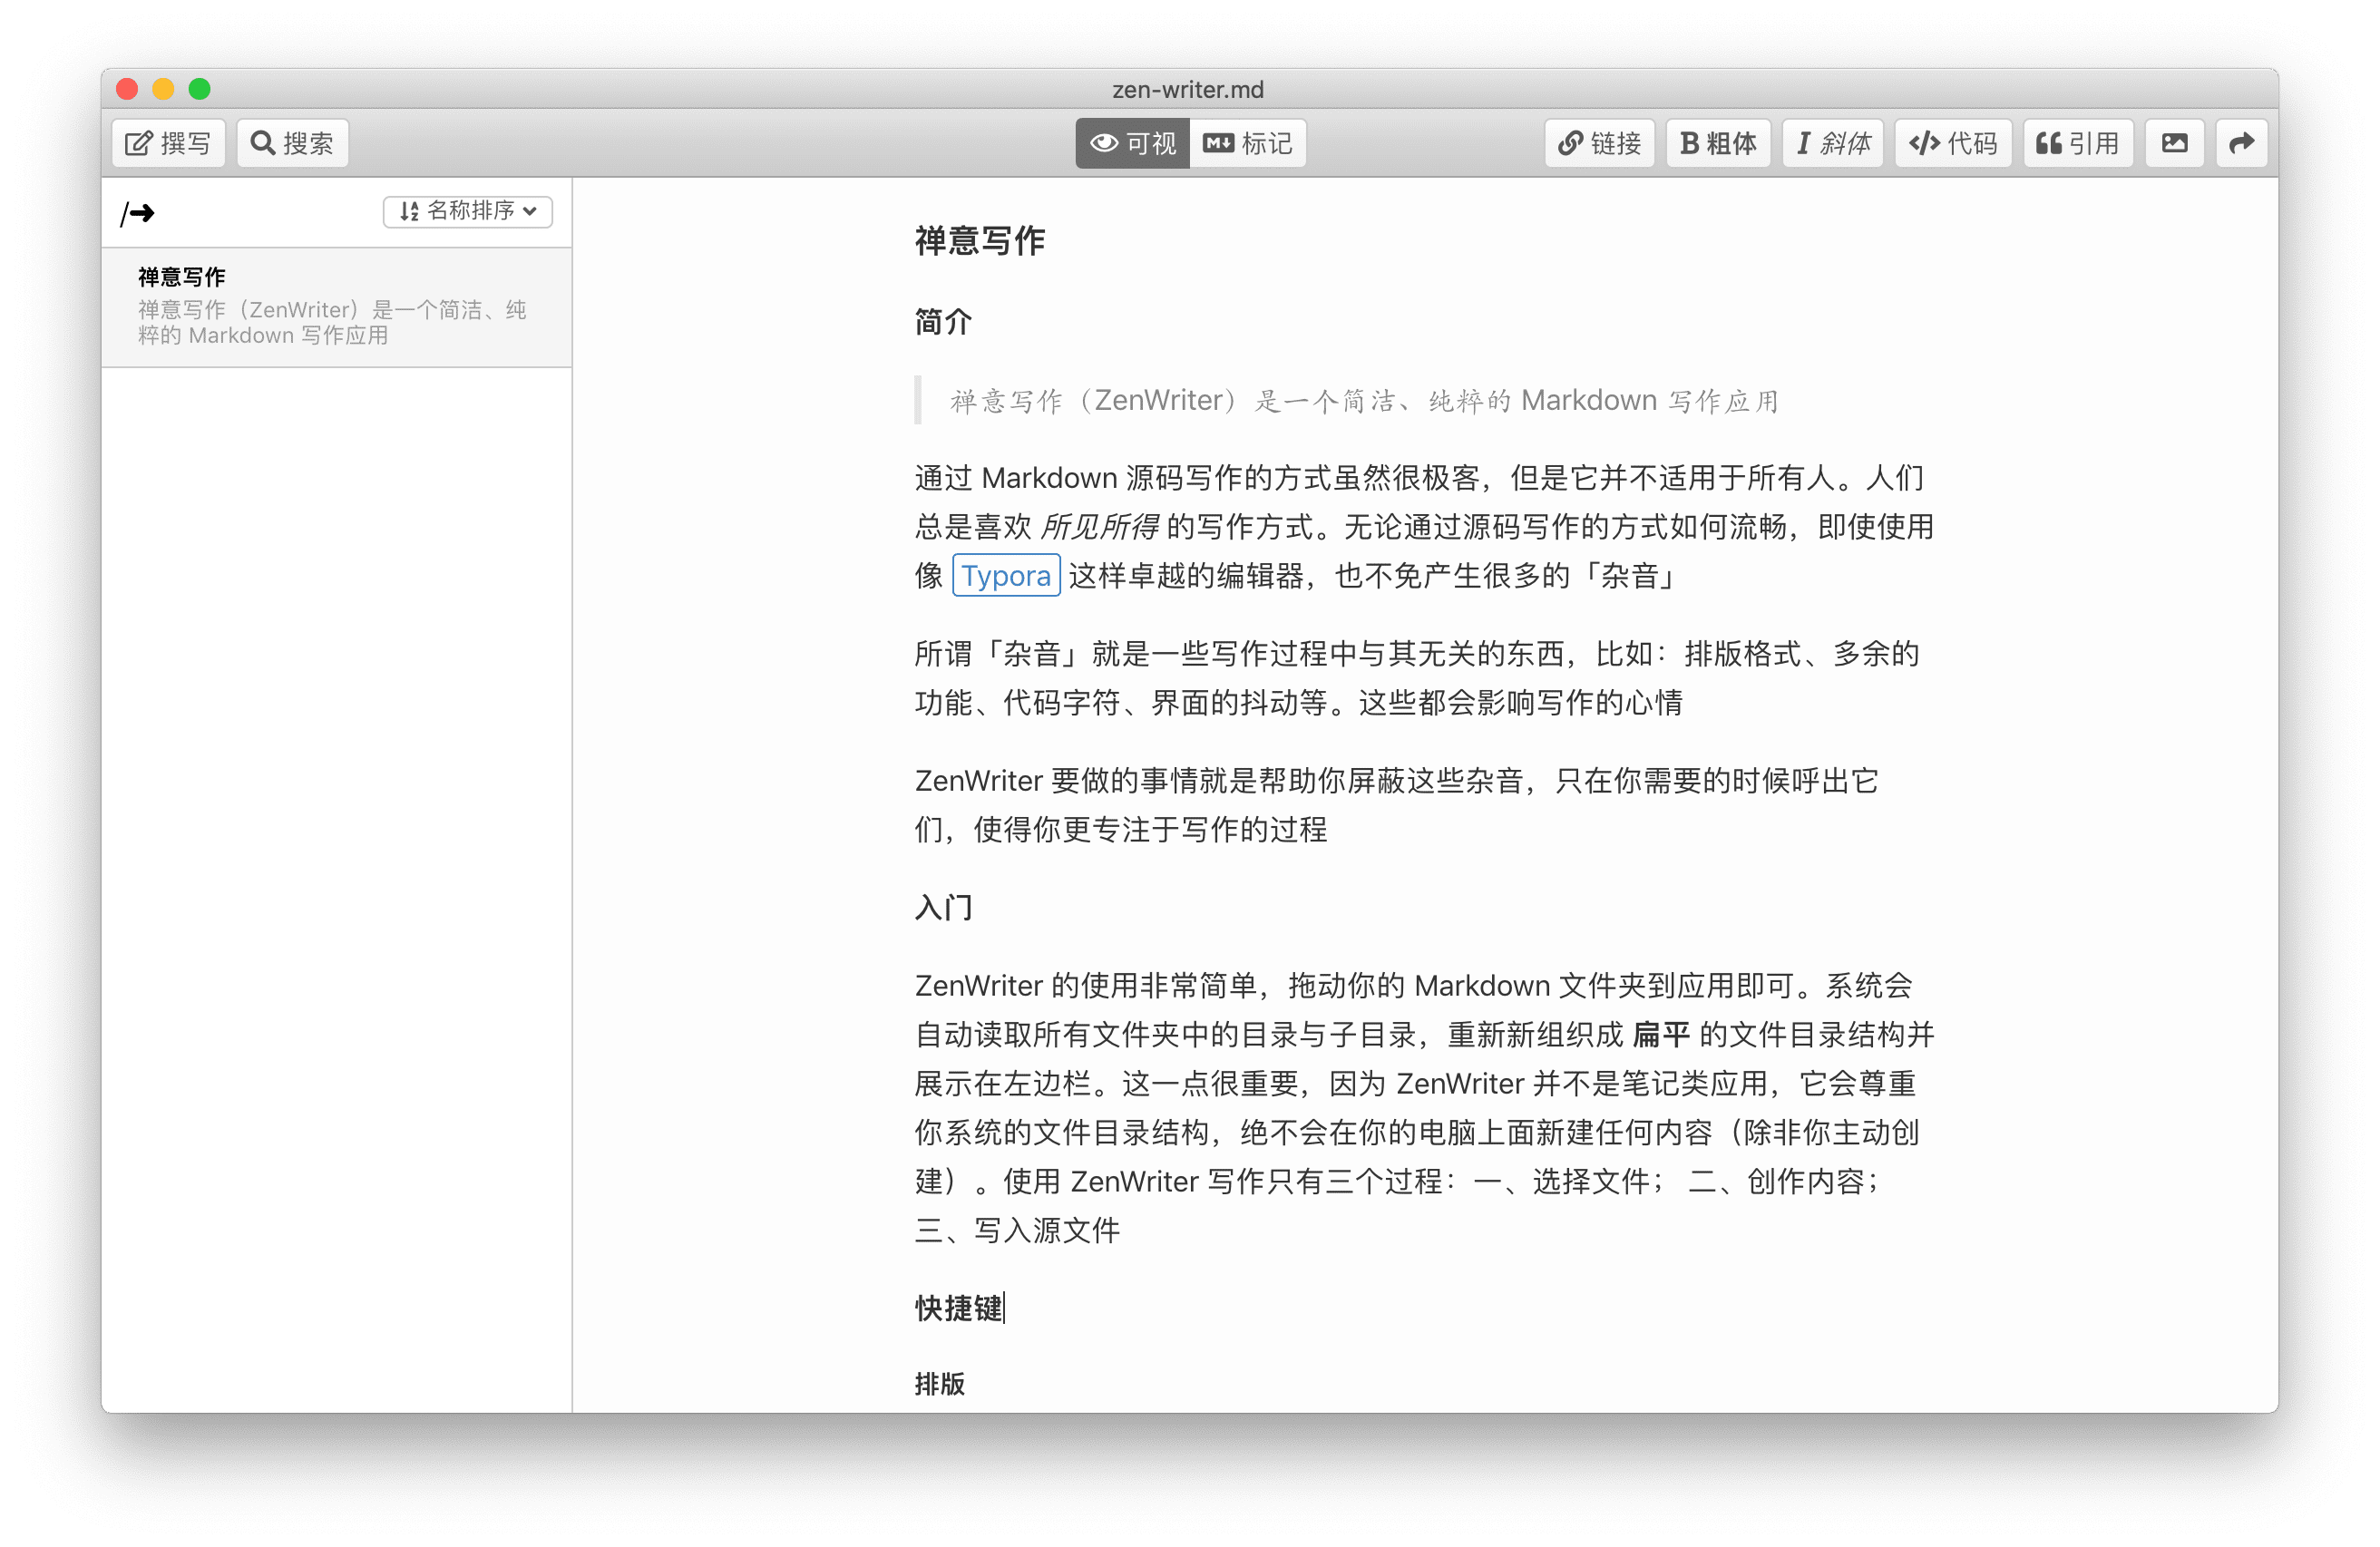 zen-writer.md
撰写 搜索 可视 标记 链接 B 粗体 I 斜体 </> 代码 引用
/➜ 名称排序
禅意写作
禅意写作（ZenWriter）是一个简洁、纯
粹的 Markdown 写作应用
禅意写作
简介
禅意写作（ZenWriter）是一个简洁、纯粹的 Markdown 写作应用
通过 Markdown 源码写作的方式虽然很极客，但是它并不适用于所有人。人们
总是喜欢 所见所得 的写作方式。无论通过源码写作的方式如何流畅，即使使用
像 Typora 这样卓越的编辑器，也不免产生很多的「杂音」
所谓「杂音」就是一些写作过程中与其无关的东西，比如：排版格式、多余的
功能、代码字符、界面的抖动等。这些都会影响写作的心情
ZenWriter 要做的事情就是帮助你屏蔽这些杂音，只在你需要的时候呼出它
们，使得你更专注于写作的过程
入门
ZenWriter 的使用非常简单，拖动你的 Markdown 文件夹到应用即可。系统会
自动读取所有文件夹中的目录与子目录，重新新组织成 扁平 的文件目录结构并
展示在左边栏。这一点很重要，因为 ZenWriter 并不是笔记类应用，它会尊重
你系统的文件目录结构，绝不会在你的电脑上面新建任何内容（除非你主动创
建）。使用 ZenWriter 写作只有三个过程：一、选择文件； 二、创作内容；
三、写入源文件
快捷键
排版